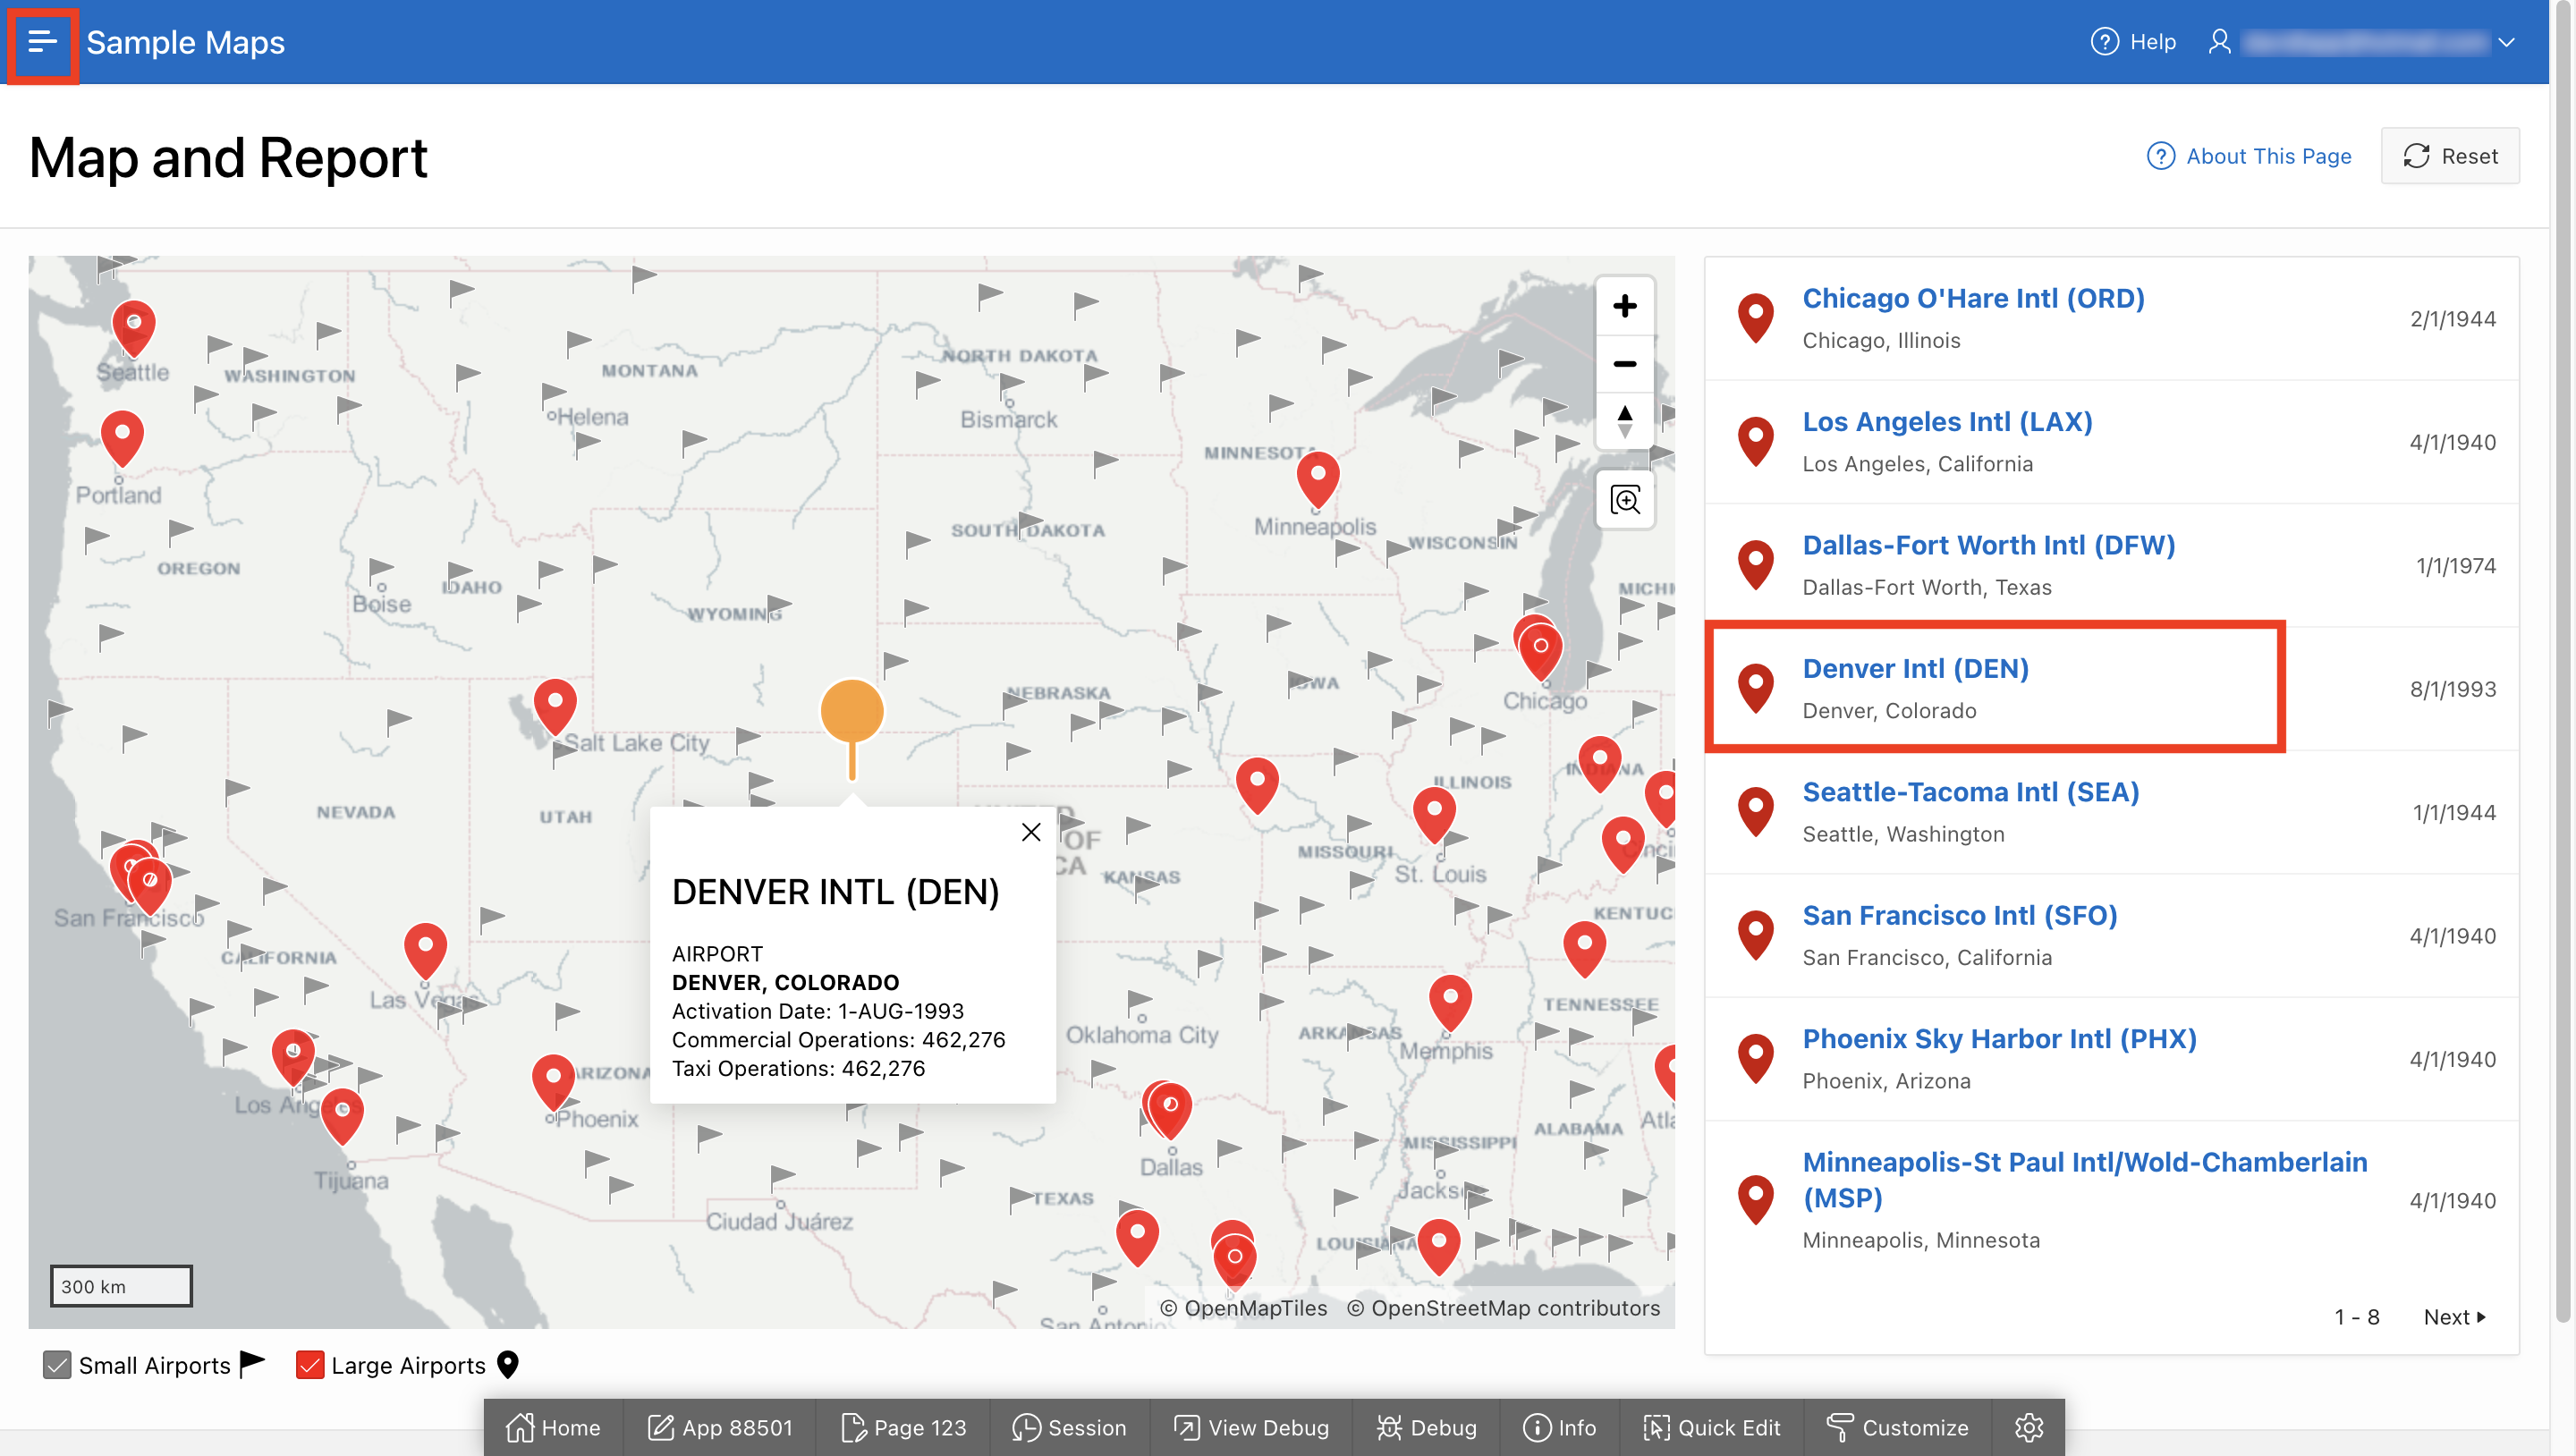 Sample Maps
Help
Map and Report
About This Page
Reset
Seattle
WASHINGTON
MONTANA
NORTH DAKOTA
Helena
Bismarck
MINNESOTA
Portland
Minneapolis
SOUTH DAKOTA
WISCONSIN
OREGON
IDAHO
Boise
WYOMING
MICHI
NEBRASKA
IOWA
Chicago
Salt Lake City
INDIANA
ILLINOIS
NEVADA
UTAH
OF
CA
MISSOURI
KANSAS
St. Louis
San Francisco
KENTUC
CALIFORNIA
Las Vegas
TENNESSEE
Oklahoma City
ARKANSAS
Memphis
ARIZONA
Los Angeles
Phoenix
Dallas
MISSISSIPPI
ALABAMA
Atla
Tijuana
TEXAS
Ciudad Juárez
LOUISIANA
San Antonio
DENVER INTL (DEN)
AIRPORT
DENVER, COLORADO
Activation Date: 1-AUG-1993
Commercial Operations: 462,276
Taxi Operations: 462,276
300 km
© OpenMapTiles © OpenStreetMap contributors
Small Airports
Large Airports
Chicago O'Hare Intl (ORD)
Chicago, Illinois
2/1/1944
Los Angeles Intl (LAX)
Los Angeles, California
4/1/1940
Dallas-Fort Worth Intl (DFW)
Dallas-Fort Worth, Texas
1/1/1974
Denver Intl (DEN)
Denver, Colorado
8/1/1993
Seattle-Tacoma Intl (SEA)
Seattle, Washington
1/1/1944
San Francisco Intl (SFO)
San Francisco, California
4/1/1940
Phoenix Sky Harbor Intl (PHX)
Phoenix, Arizona
4/1/1940
Minneapolis-St Paul Intl/Wold-Chamberlain
(MSP)
Minneapolis, Minnesota
4/1/1940
1 - 8
Next
Home
App 88501
Page 123
Session
View Debug
Debug
Info
Quick Edit
Customize